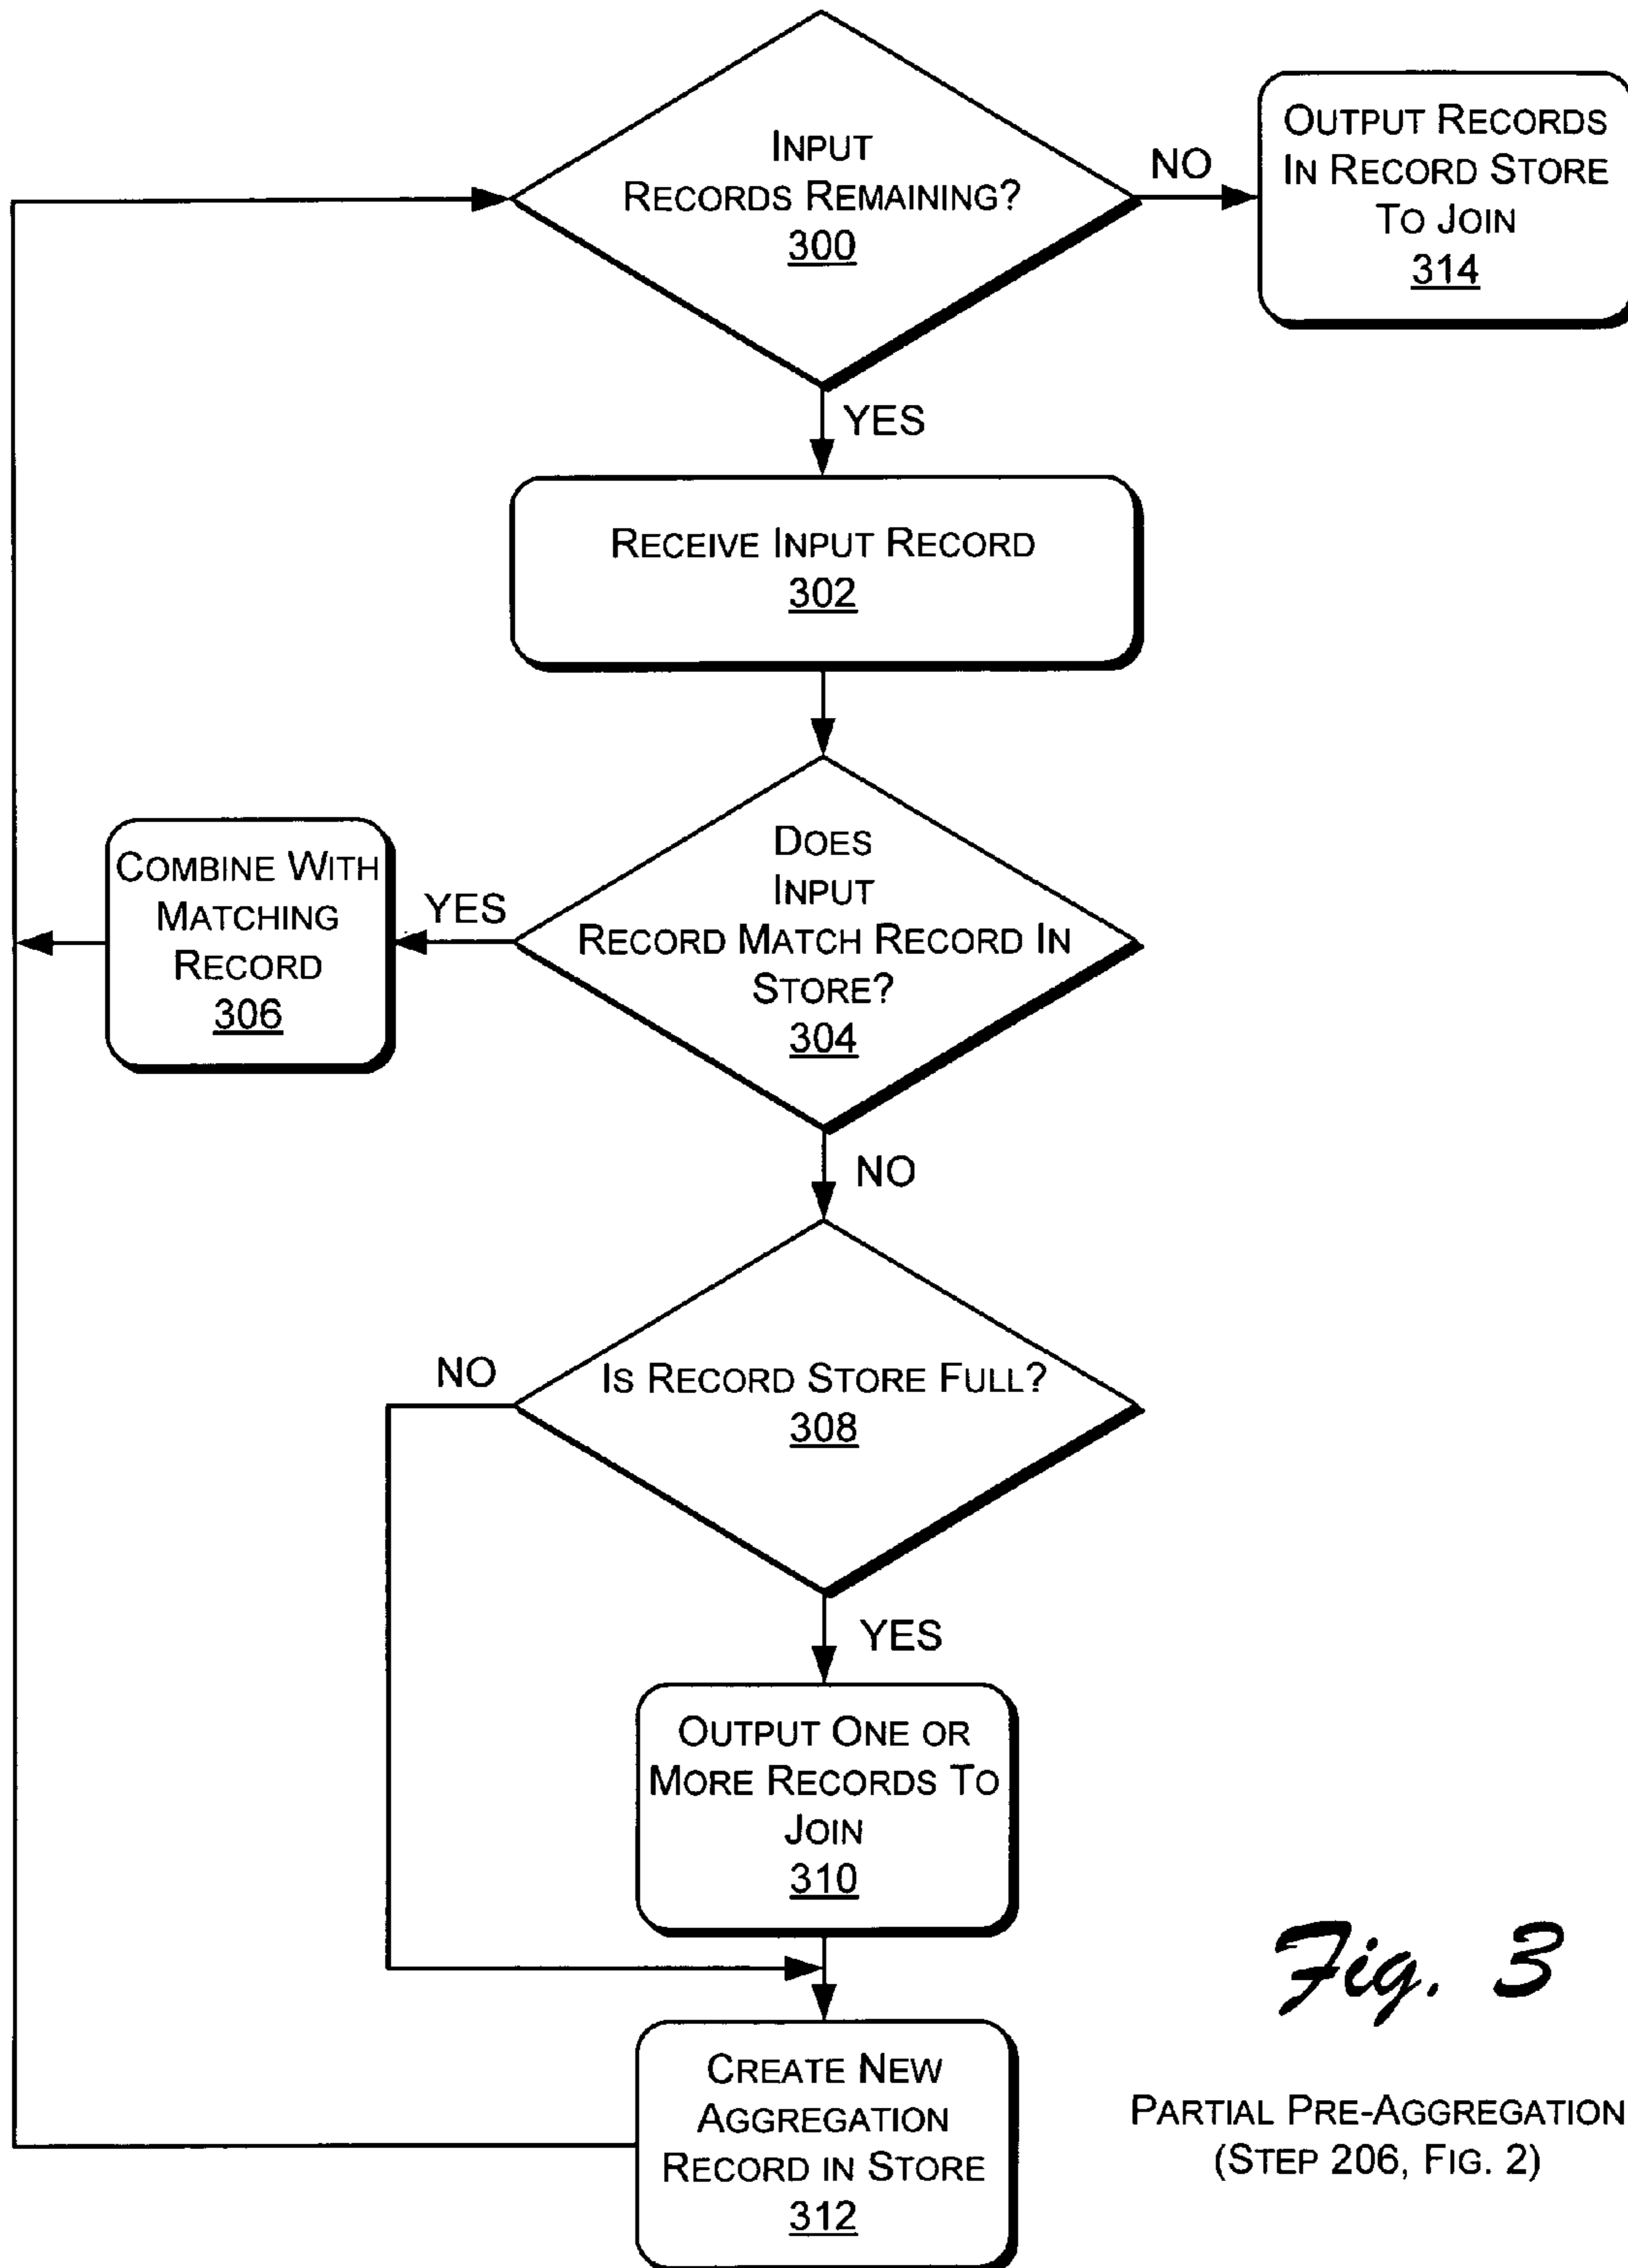 INPUT
RECORDS REMAINING?
300
NO
OUTPUT RECORDS
IN RECORD STORE
TO JOIN
314
YES
RECEIVE INPUT RECORD
302
DOES
INPUT
RECORD MATCH RECORD IN
STORE?
304
YES
COMBINE WITH
MATCHING
RECORD
306
NO
IS RECORD STORE FULL?
308
NO
YES
OUTPUT ONE OR
MORE RECORDS TO
JOIN
310
CREATE NEW
AGGREGATION
RECORD IN STORE
312
Fig. 3
PARTIAL PRE-AGGREGATION
(STEP 206, FIG. 2)